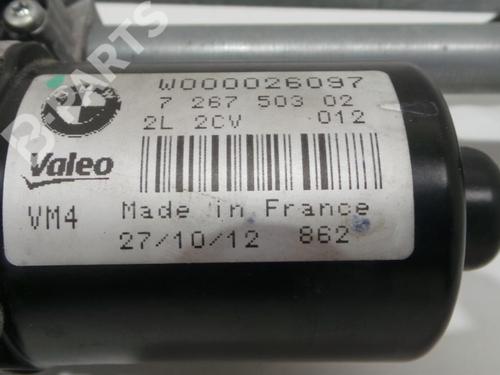 B-PARTS
W000026097
7 267 503 02
2L 2CV 012
Valeo
VM4 Made in France
27/10/12 862